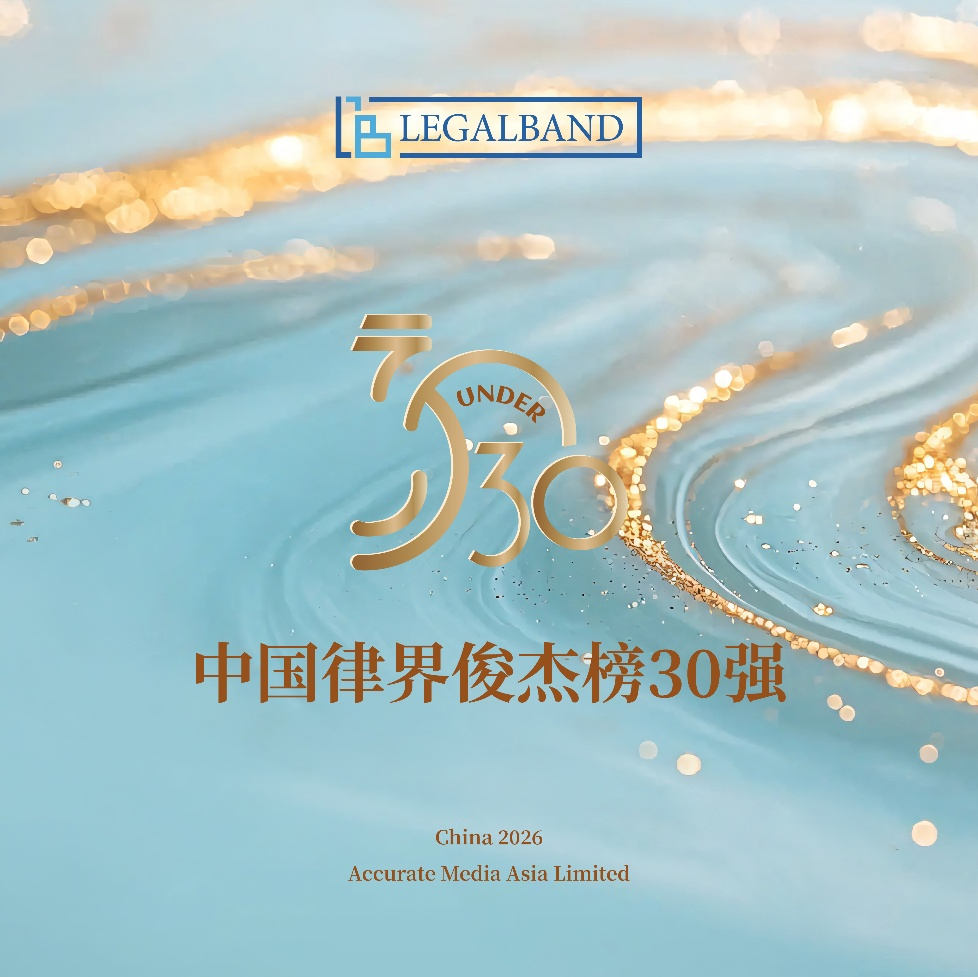 LEGALBAND
30
UNDER
30
中国律界俊杰榜30强
China 2026
Accurate Media Asia Limited